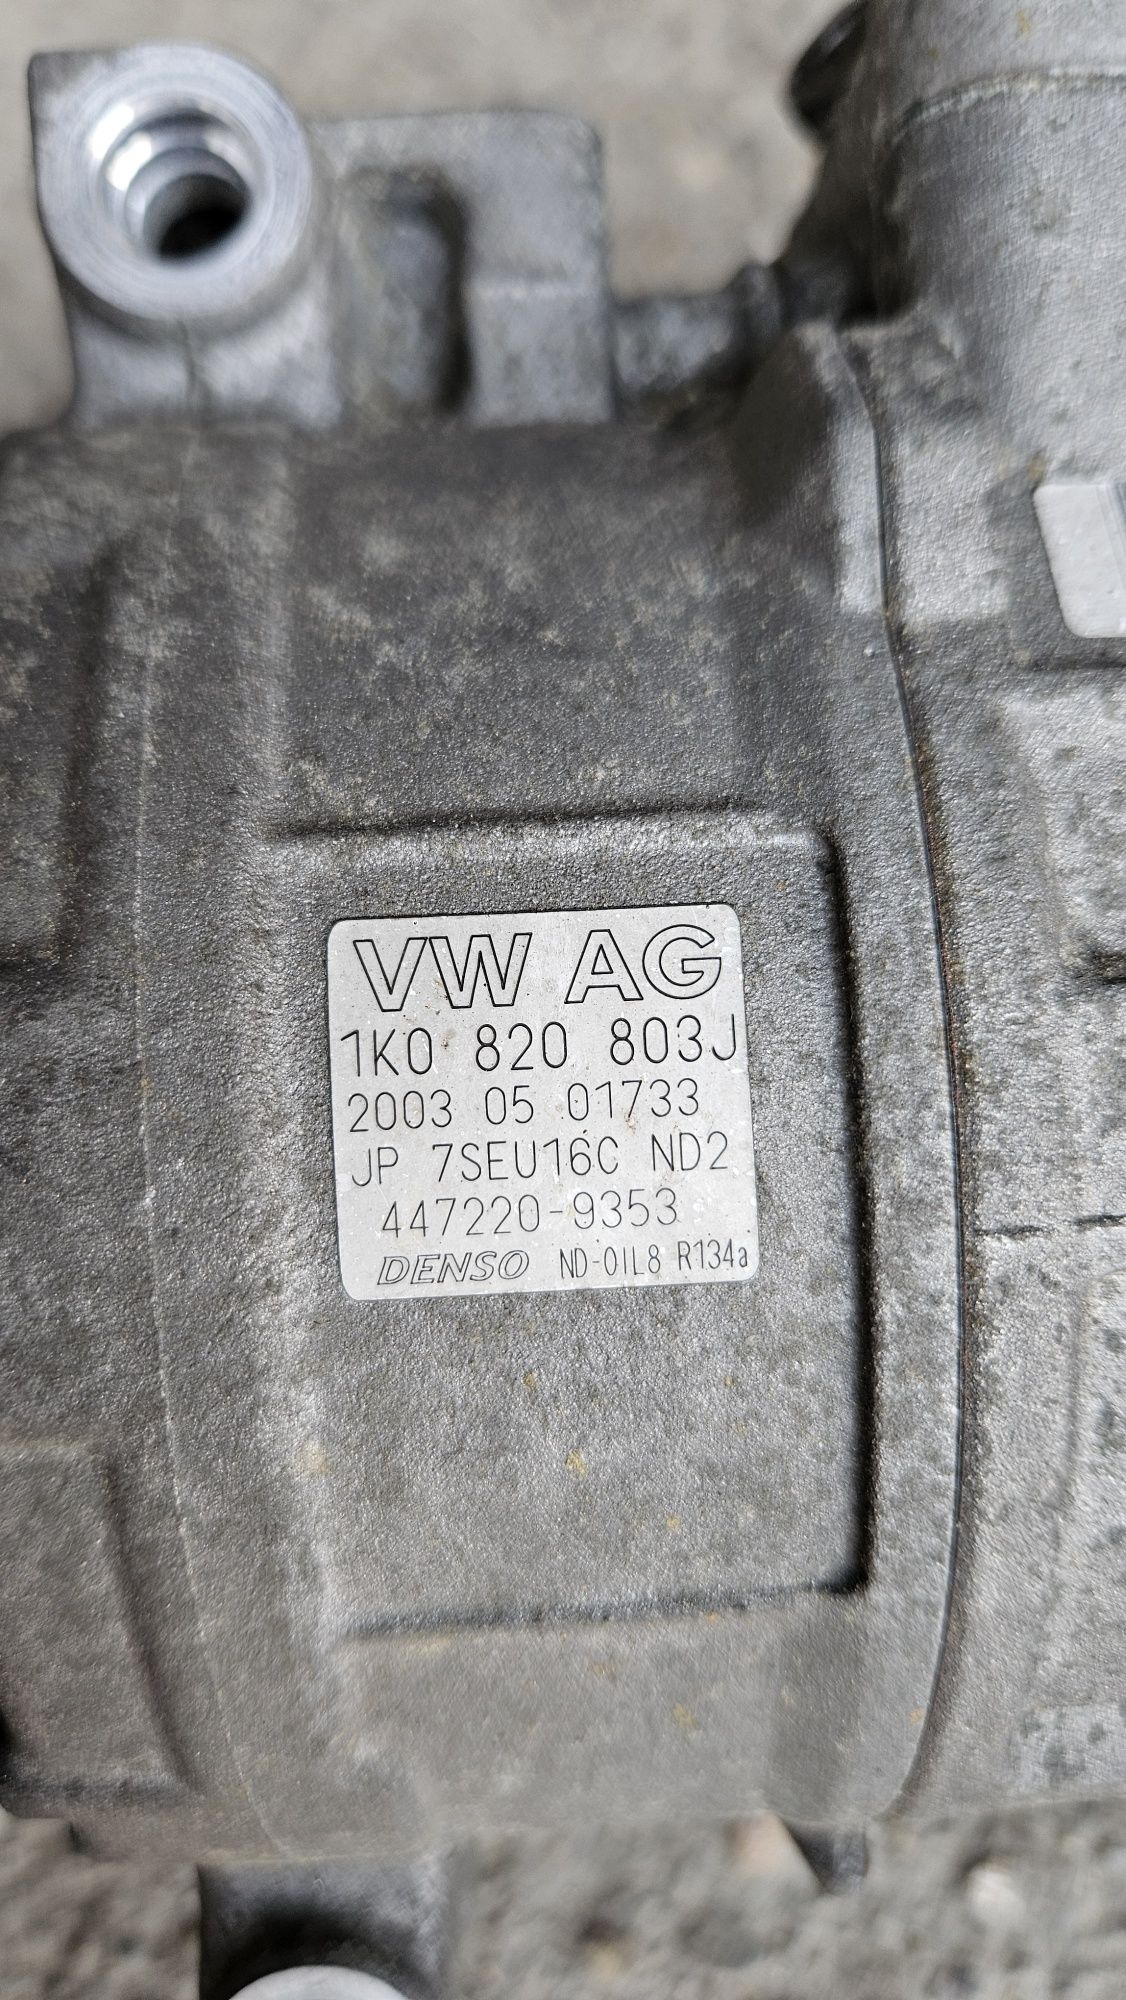 VW AG
1K0 820 803J
2003 05 01733
JP 7SEU16C ND2
447220-9353
DENSO ND-OIL8 R134a